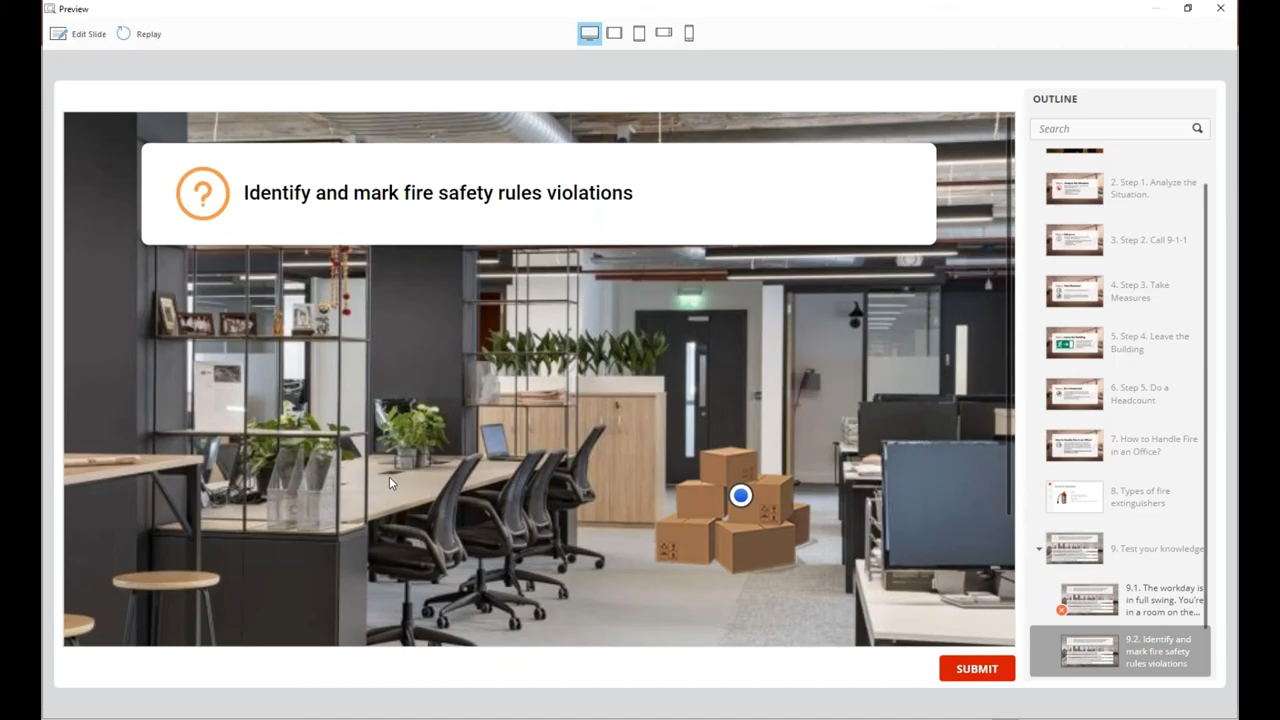 Preview
Edit Slide
Replay
Identify and mark fire safety rules violations
SUBMIT
OUTLINE
Search
2. Step 1. Analyze the
Situation.
3. Step 2. Call 9-1-1
4. Step 3. Take
Measures
5. Step 4. Leave the
Building
6. Step 5. Do a
Headcount
7. How to Handle Fire
in an Office?
8. Types of fire
extinguishers
9. Test your knowledge
9.1. The workday is
in full swing. You're
in a room on the...
9.2. Identify and
mark fire safety
rules violations